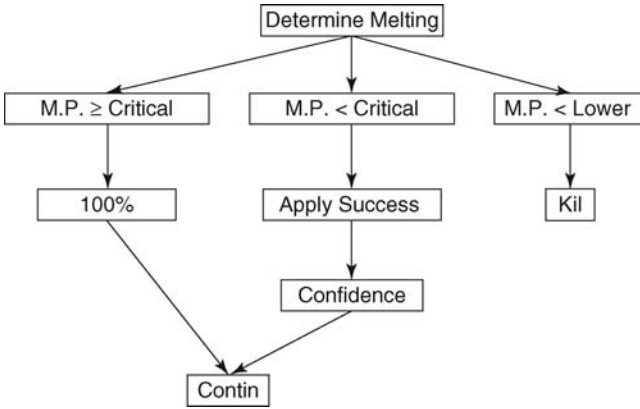 Determine Melting
M.P. ≥ Critical
M.P. < Critical
M.P. < Lower
100%
Apply Success
Kil
Confidence
Contin